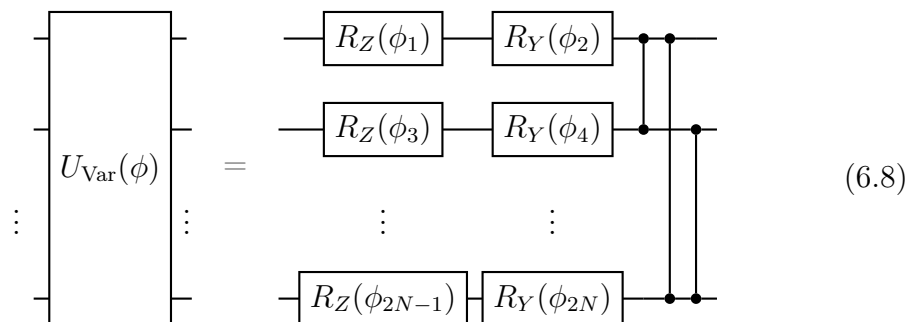 R_Z(ϕ_1) R_Y(ϕ_2)
R_Z(ϕ_3) R_Y(ϕ_4)
U_Var(ϕ) = (6.8)
⋮ ⋮ ⋮ ⋮
R_Z(ϕ_{2N−1}) R_Y(ϕ_{2N})